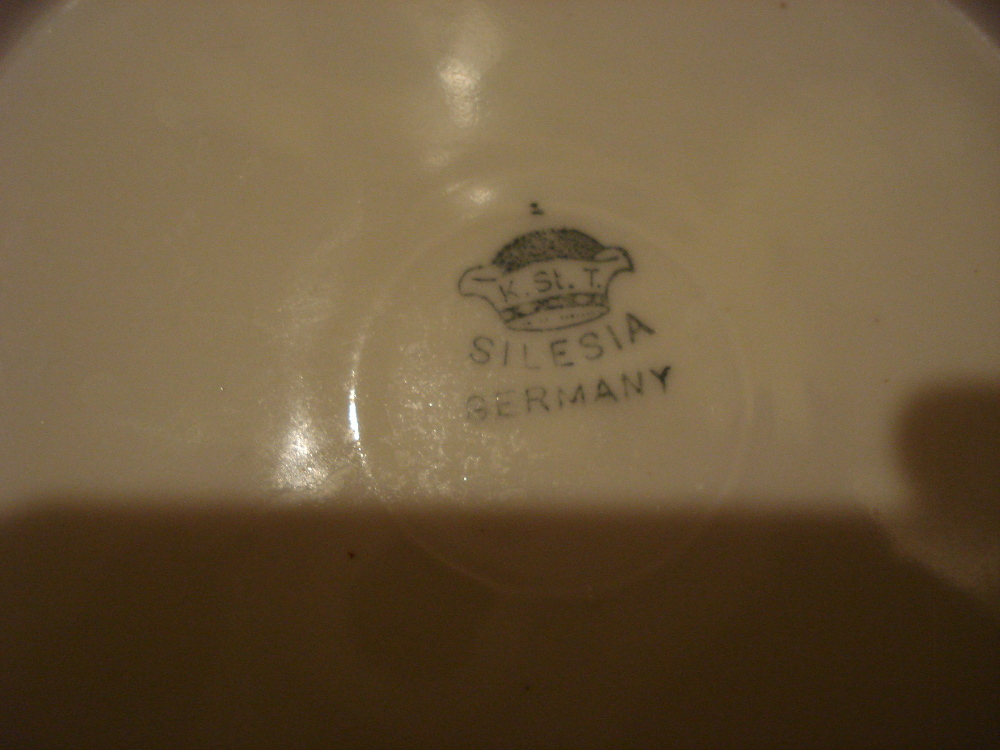 K. St. T.
SILESIA
GERMANY